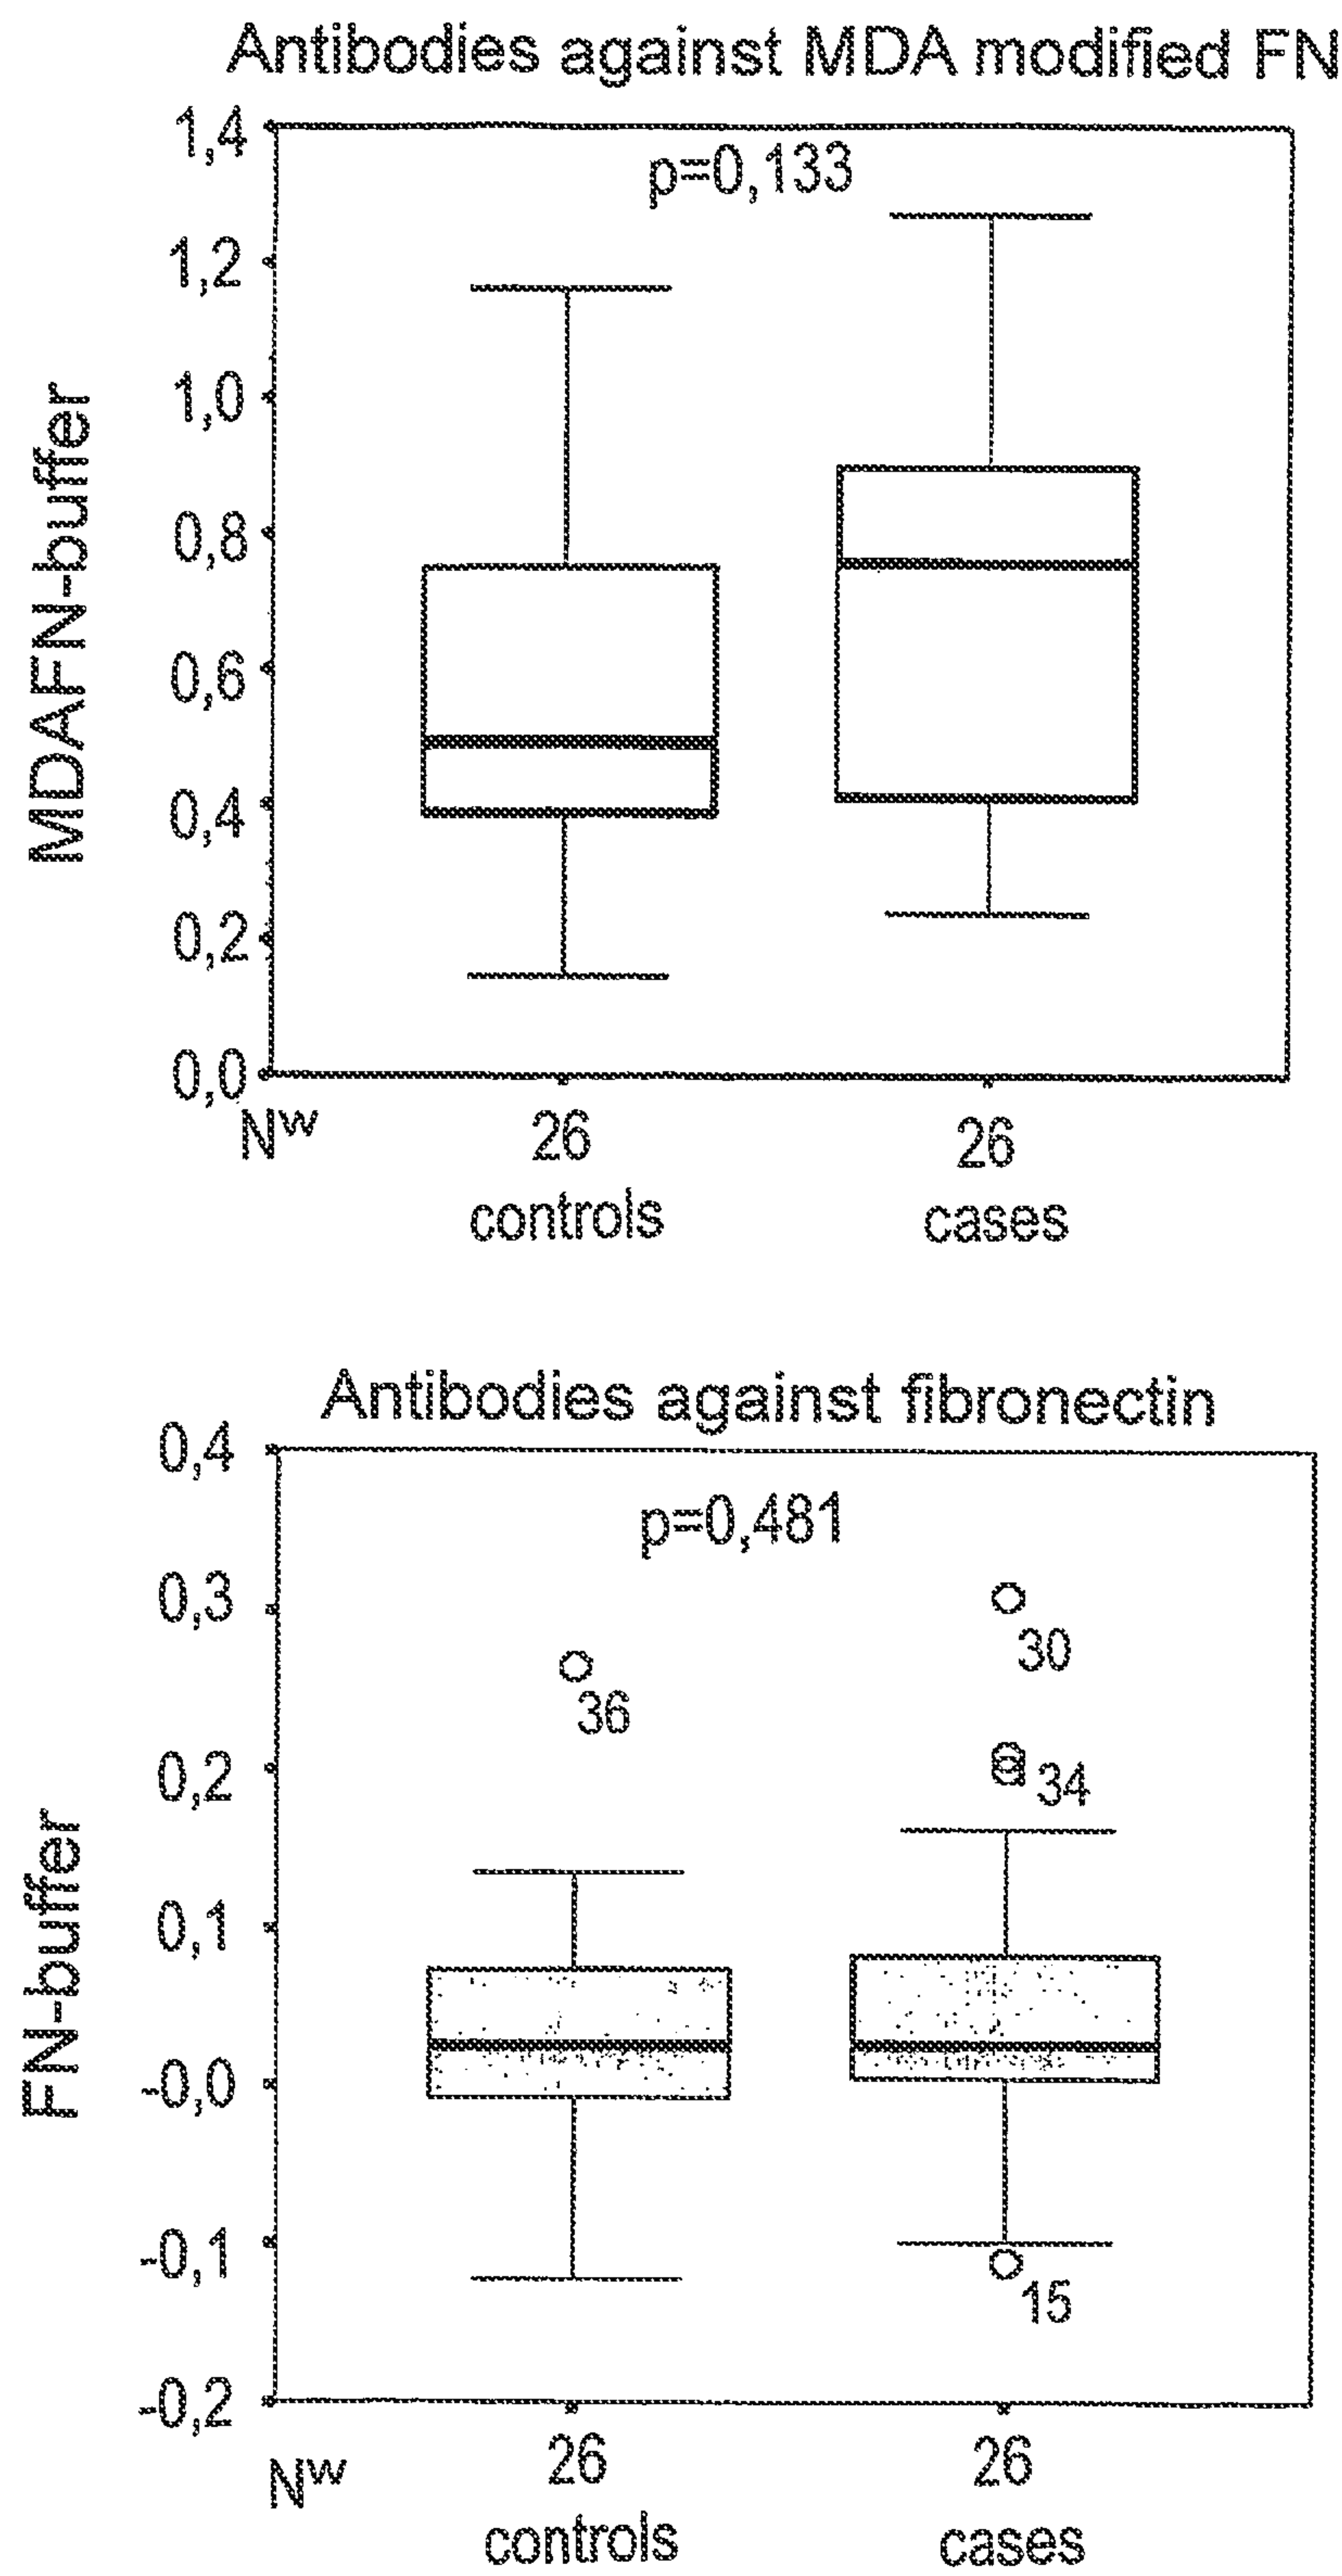 Antibodies against MDA modified FN
1,4
p=0,133
1,2
1,0
0,8
0,6
0,4
0,2
0,0
MDAFN-buffer
NW 26 26
controls cases
Antibodies against fibronectin
0,4
p=0,481
0,3
30
36
0,2
34
0,1
-0,0
-0,1
15
-0,2
FN-buffer
NW 26 26
controls cases